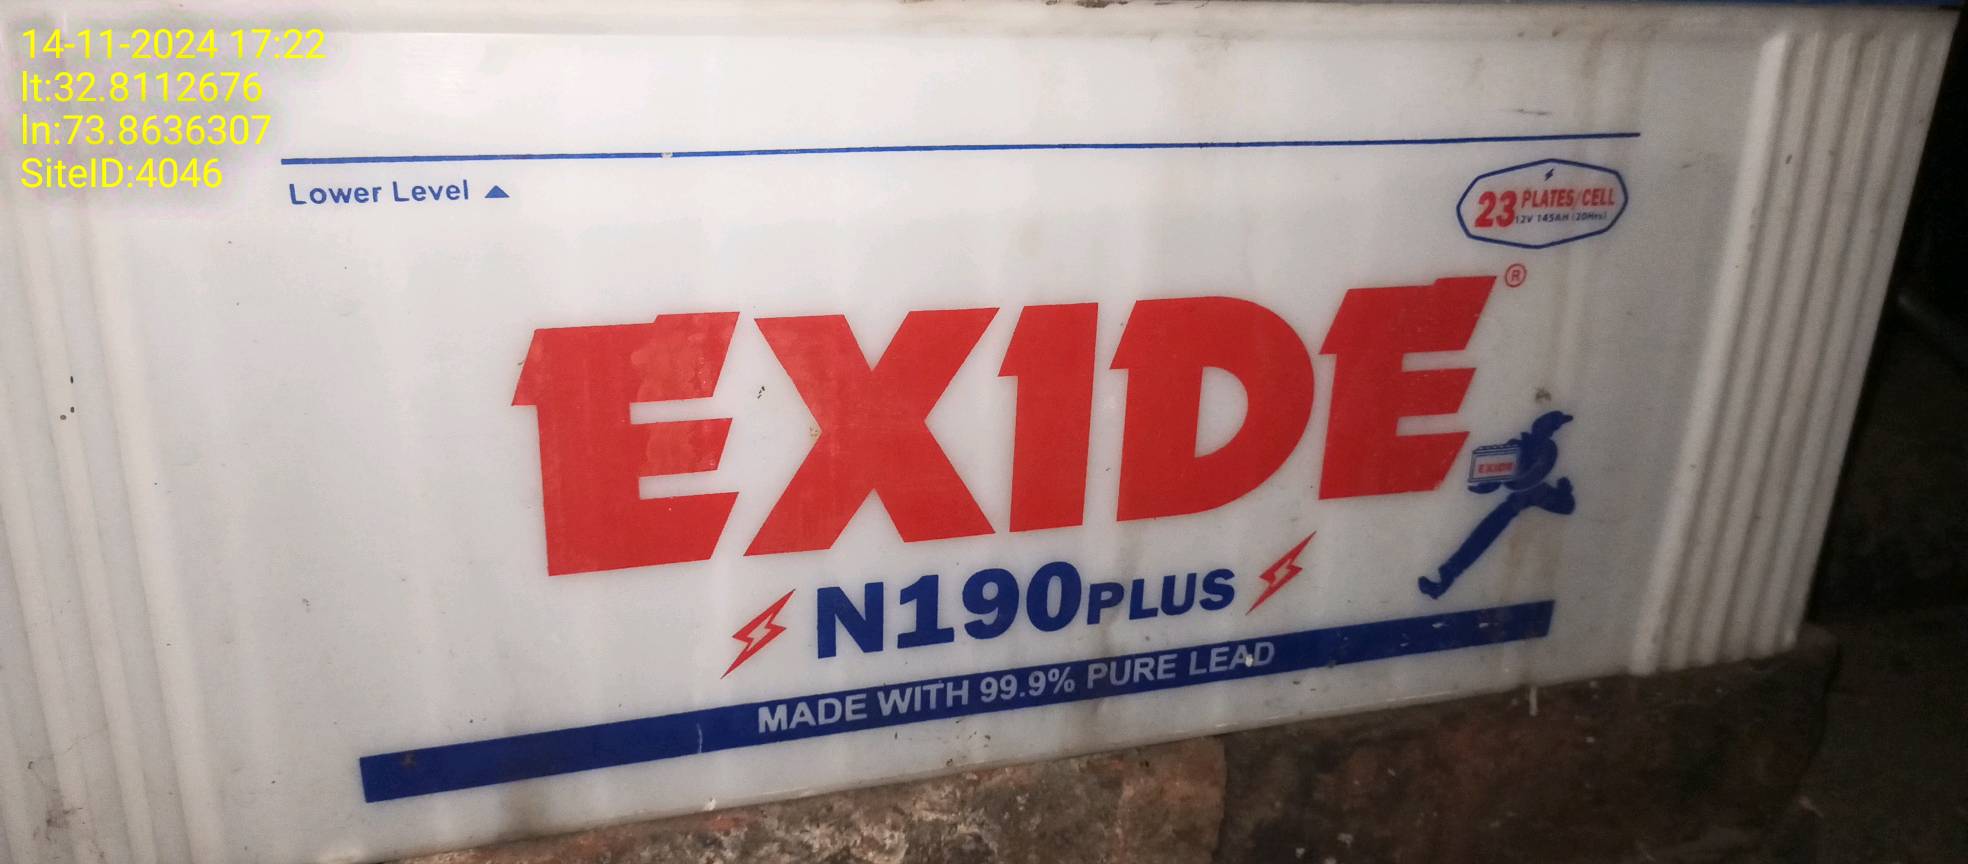 14-11-2024 17:22
lt:32.8112676
ln:73.8636307
SiteID:4046
Lower Level ▲
23 PLATES/CELL
12V 145AH (20Hrs)
EXIDE®
EXIDE
N190PLUS
MADE WITH 99.9% PURE LEAD